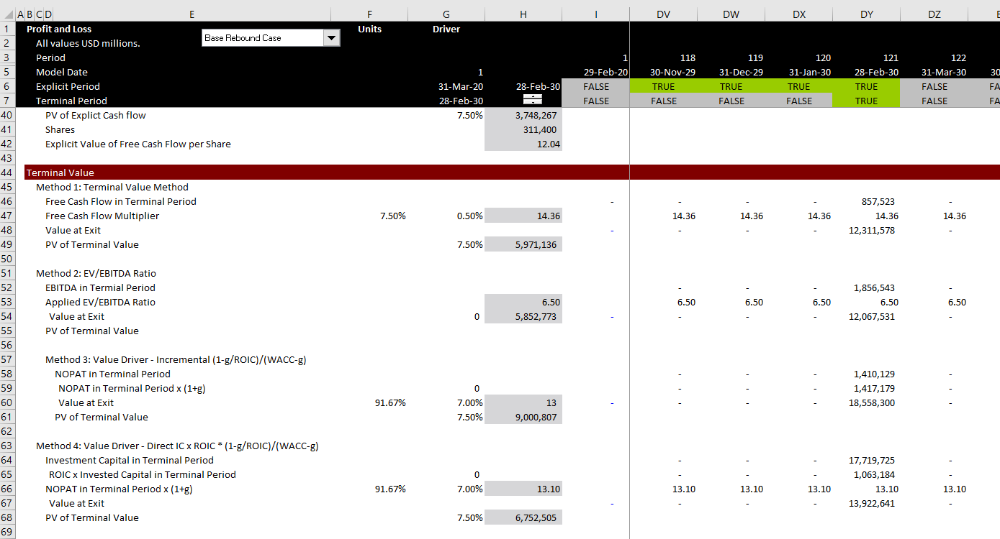 A B C D E F G H I DV DW DX DY DZ
1 Profit and Loss Base Rebound Case Units Driver
2 All values USD millions.
3 Period 1 118 119 120 121 122
5 Model Date 1 29-Feb-20 30-Nov-29 31-Dec-29 31-Jan-30 28-Feb-30 31-Mar-30 30
6 Explicit Period 31-Mar-20 28-Feb-30 FALSE TRUE TRUE TRUE TRUE FALSE FA
7 Terminal Period 28-Feb-30 FALSE FALSE FALSE FALSE TRUE FALSE FA
40 PV of Explict Cash flow 7.50% 3,748,267
41 Shares 311,400
42 Explicit Value of Free Cash Flow per Share 12.04
43
44 Terminal Value
45 Method 1: Terminal Value Method
46 Free Cash Flow in Terminal Period - - - - 857,523 -
47 Free Cash Flow Multiplier 7.50% 0.50% 14.36 14.36 14.36 14.36 14.36 14.36
48 Value at Exit - - - - 12,311,578 -
49 PV of Terminal Value 7.50% 5,971,136
50
51 Method 2: EV/EBITDA Ratio
52 EBITDA in Termial Period - - - 1,856,543 -
53 Applied EV/EBITDA Ratio 6.50 6.50 6.50 6.50 6.50 6.50
54 Value at Exit 0 5,852,773 - - - - 12,067,531 -
55 PV of Terminal Value
56
57 Method 3: Value Driver - Incremental (1-g/ROIC)/(WACC-g)
58 NOPAT in Terminal Period - - - 1,410,129 -
59 NOPAT in Terminal Period x (1+g) 0 - - - 1,417,179 -
60 Value at Exit 91.67% 7.00% 13 - - - - 18,558,300 -
61 PV of Terminal Value 7.50% 9,000,807
62
63 Method 4: Value Driver - Direct IC x ROIC * (1-g/ROIC)/(WACC-g)
64 Investment Capital in Terminal Period - - - 17,719,725 -
65 ROIC x Invested Capital in Terminal Period 0 - - - 1,063,184 -
66 NOPAT in Terminal Period x (1+g) 91.67% 7.00% 13.10 13.10 13.10 13.10 13.10 13.10
67 Value at Exit - - - - 13,922,641 -
68 PV of Terminal Value 7.50% 6,752,505
69